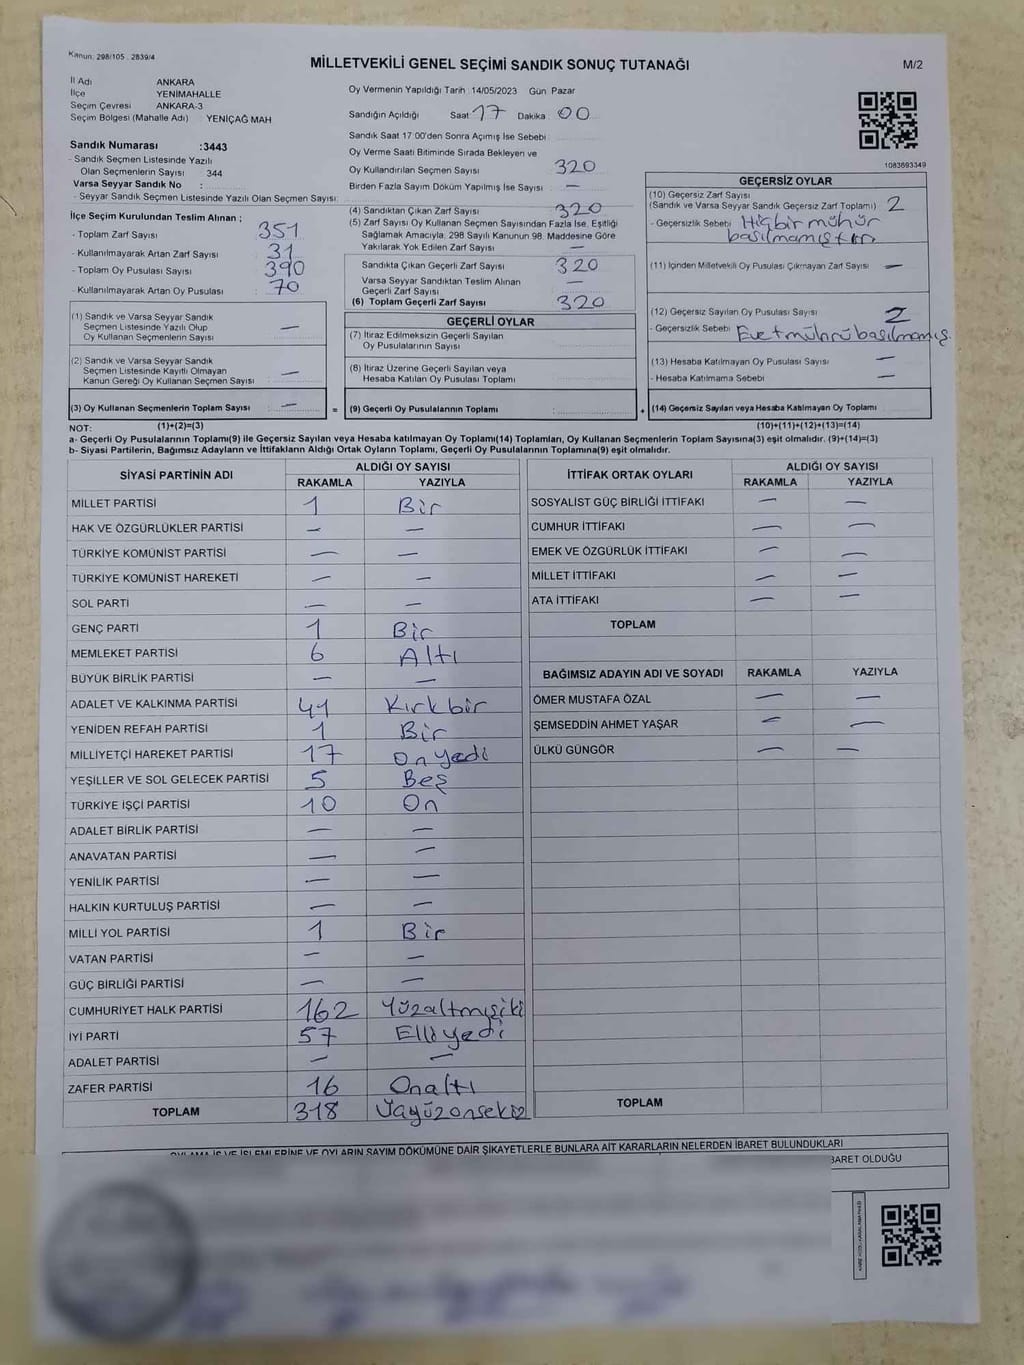 Kanun: 298/105 . 2839/4
MİLLETVEKİLİ GENEL SEÇİMİ SANDIK SONUÇ TUTANAĞI
M/2
İl Adı ANKARA
İlçe YENİMAHALLE
Seçim Çevresi ANKARA-3
Seçim Bölgesi (Mahalle Adı) : YENİÇAĞ MAH
Sandık Numarası :3443
- Sandık Seçmen Listesinde Yazılı
Olan Seçmenlerin Sayısı : 344
Varsa Seyyar Sandık No :
- Seyyar Sandık Seçmen Listesinde Yazılı Olan Seçmen Sayısı:
İlçe Seçim Kurulundan Teslim Alınan ;
- Toplam Zarf Sayısı : 351
- Kullanılmayarak Artan Zarf Sayısı : 31
- Toplam Oy Pusulası Sayısı : 390
- Kullanılmayarak Artan Oy Pusulası : 70
Oy Vermenin Yapıldığı Tarih :14/05/2023 Gün Pazar
Sandığın Açıldığı Saat: 17 Dakika : 00
Sandık Saat 17:00'den Sonra Açımış İse Sebebi :
Oy Verme Saati Bitiminde Sırada Bekleyen ve
Oy Kullandırılan Seçmen Sayısı : 320
Birden Fazla Sayım Döküm Yapılmış İse Sayısı : —
(4) Sandıktan Çıkan Zarf Sayısı : 320
(5) Zarf Sayısı Oy Kullanan Seçmen Sayısından Fazla İse, Eşitliği
Sağlamak Amacıyla, 298 Sayılı Kanunun 98. Maddesine Göre
Yakılarak Yok Edilen Zarf Sayısı : —
Sandıkta Çıkan Geçerli Zarf Sayısı : 320
Varsa Seyyar Sandıktan Teslim Alınan
Geçerli Zarf Sayısı : —
(6) Toplam Geçerli Zarf Sayısı : 320
1083693349
GEÇERSİZ OYLAR
(10) Geçersiz Zarf Sayısı
(Sandık ve Varsa Seyyar Sandık Geçersiz Zarf Toplamı) : 2
- Geçersizlik Sebebi : Hiçbir mühür
basılmamıştır
(11) İçinden Milletvekili Oy Pusulası Çıkmayan Zarf Sayısı : —
(12) Geçersiz Sayılan Oy Pusulası Sayısı : 2
- Geçersizlik Sebebi : Evet mührü basılmamış.
(13) Hesaba Katılmayan Oy Pusulası Sayısı : —
- Hesaba Katılmama Sebebi : —
(14) Geçersiz Sayılan veya Hesaba Katılmayan Oy Toplamı :
(1) Sandık ve Varsa Seyyar Sandık
Seçmen Listesinde Yazılı Olup
Oy Kullanan Seçmenlerin Sayısı : —
(2) Sandık ve Varsa Seyyar Sandık
Seçmen Listesinde Kayıtlı Olmayan
Kanun Gereği Oy Kullanan Seçmen Sayısı : —
(3) Oy Kullanan Seçmenlerin Toplam Sayısı : — =
GEÇERLİ OYLAR
(7) İtiraz Edilmeksizin Geçerli Sayılan
Oy Pusulalarının Sayısı :
(8) İtiraz Üzerine Geçerli Sayılan veya
Hesaba Katılan Oy Pusulası Toplamı :
(9) Geçerli Oy Pusulalarının Toplamı : +
NOT: (1)+(2)=(3) (10)+(11)+(12)+(13)=(14)
a- Geçerli Oy Pusulalarının Toplamı(9) ile Geçersiz Sayılan veya Hesaba katılmayan Oy Toplamı(14) Toplamları, Oy Kullanan Seçmenlerin Toplam Sayısına(3) eşit olmalıdır. (9)+(14)=(3)
b- Siyasi Partilerin, Bağımsız Adayların ve İttifakların Aldığı Ortak Oyların Toplamı, Geçerli Oy Pusulalarının Toplamına(9) eşit olmalıdır.
SİYASİ PARTİNİN ADI ALDIĞI OY SAYISI
RAKAMLA YAZIYLA
MİLLET PARTİSİ 1 Bir
HAK VE ÖZGÜRLÜKLER PARTİSİ — —
TÜRKİYE KOMÜNİST PARTİSİ — —
TÜRKİYE KOMÜNİST HAREKETİ — —
SOL PARTİ — —
GENÇ PARTİ 1 Bir
MEMLEKET PARTİSİ 6 Altı
BÜYÜK BİRLİK PARTİSİ — —
ADALET VE KALKINMA PARTİSİ 41 Kırkbir
YENİDEN REFAH PARTİSİ 1 Bir
MİLLİYETÇİ HAREKET PARTİSİ 17 On yedi
YEŞİLLER VE SOL GELECEK PARTİSİ 5 Beş
TÜRKİYE İŞÇİ PARTİSİ 10 On
ADALET BİRLİK PARTİSİ — —
ANAVATAN PARTİSİ — —
YENİLİK PARTİSİ — —
HALKIN KURTULUŞ PARTİSİ — —
MİLLİ YOL PARTİSİ 1 Bir
VATAN PARTİSİ — —
GÜÇ BİRLİĞİ PARTİSİ — —
CUMHURİYET HALK PARTİSİ 162 Yüzaltmışiki
İYİ PARTİ 57 Elliyedi
ADALET PARTİSİ — —
ZAFER PARTİSİ 16 Onaltı
TOPLAM 318 Üçyüzonsekiz
İTTİFAK ORTAK OYLARI ALDIĞI OY SAYISI
RAKAMLA YAZIYLA
SOSYALİST GÜÇ BİRLİĞİ İTTİFAKI — —
CUMHUR İTTİFAKI — —
EMEK VE ÖZGÜRLÜK İTTİFAKI — —
MİLLET İTTİFAKI — —
ATA İTTİFAKI — —
TOPLAM
BAĞIMSIZ ADAYIN ADI VE SOYADI RAKAMLA YAZIYLA
ÖMER MUSTAFA ÖZAL — —
ŞEMSEDDİN AHMET YAŞAR — —
ÜLKÜ GÜNGÖR — —
TOPLAM
OYLAMA İŞ VE İŞLEMLERİNE VE OYLARIN SAYIM DÖKÜMÜNE DAİR ŞİKAYETLERLE BUNLARA AİT KARARLARIN NELERDEN İBARET BULUNDUKLARI
BARET OLDUĞU